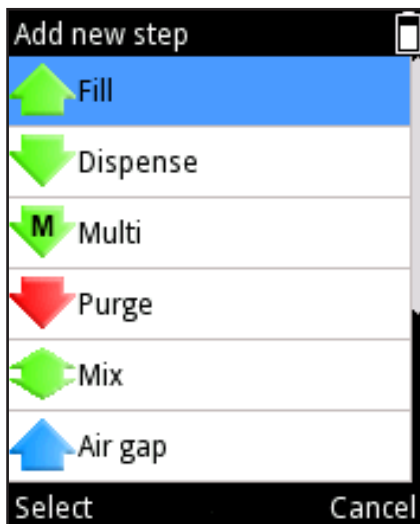 Add new step
Fill
Dispense
M Multi
Purge
Mix
Air gap
Select Cancel